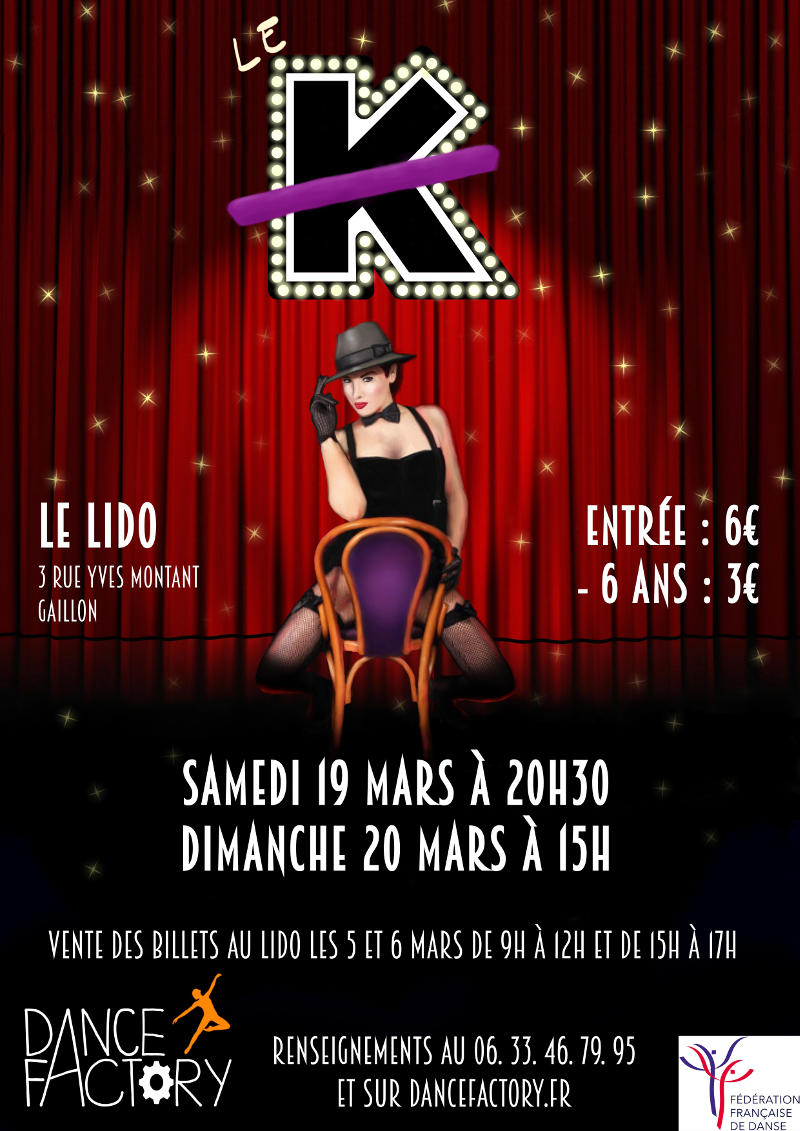 LE
K
LE LIDO
3 RUE YVES MONTANT
GAILLON
ENTRÉE : 6€
- 6 ANS : 3€
SAMEDI 19 MARS À 20H30
DIMANCHE 20 MARS À 15H
VENTE DES BILLETS AU LIDO LES 5 ET 6 MARS DE 9H À 12H ET DE 15H À 17H
DANCE
FACTORY
RENSEIGNEMENTS AU 06. 33. 46. 79. 95
ET SUR DANCEFACTORY.FR
FÉDÉRATION
FRANÇAISE
DE DANSE